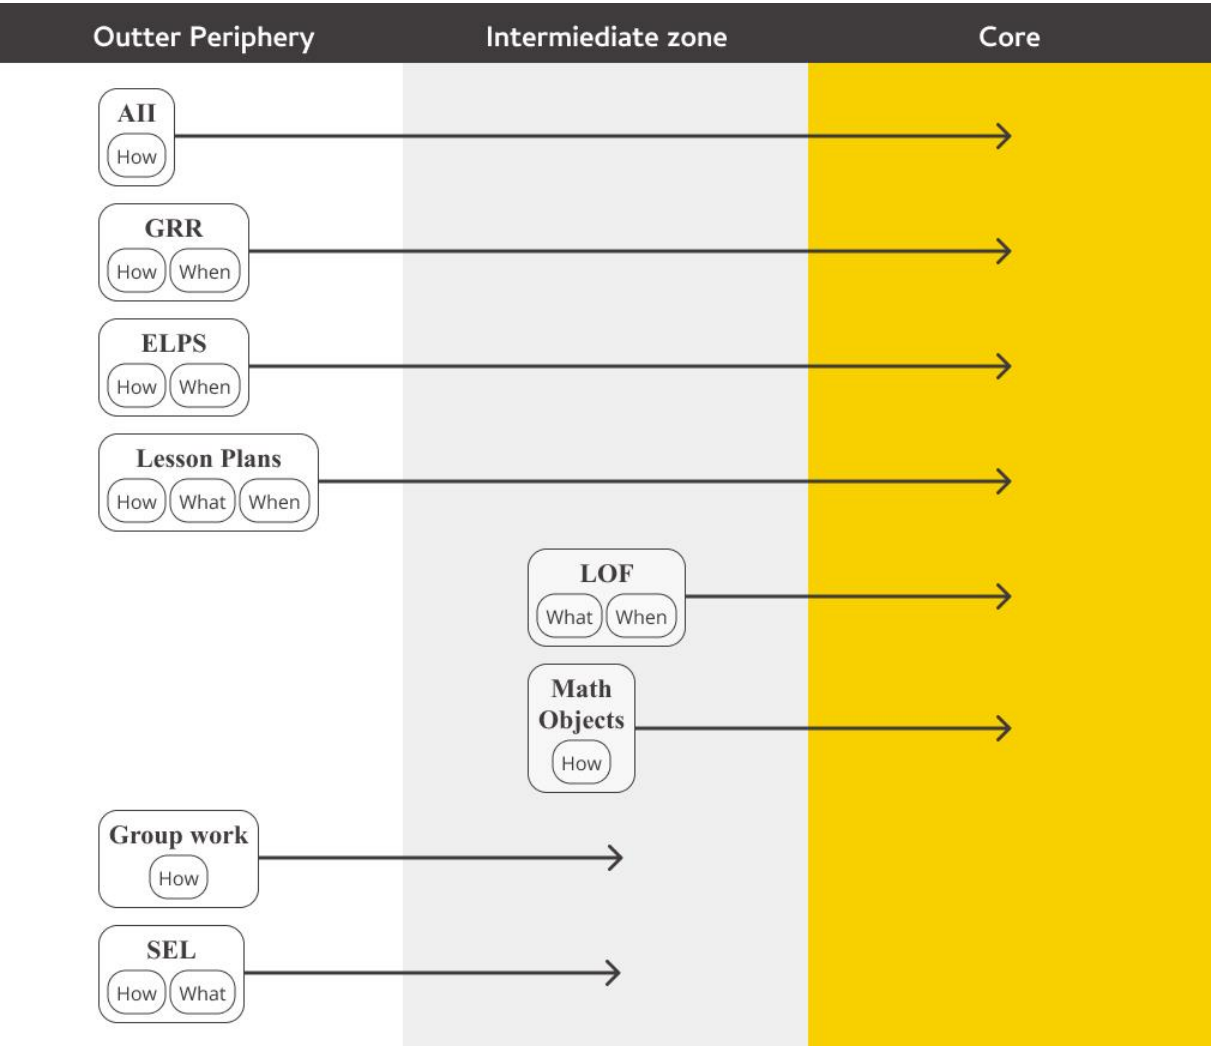 Outter Periphery Intermiediate zone Core
AII
How
GRR
How When
ELPS
How When
Lesson Plans
How What When
LOF
What When
Math
Objects
How
Group work
How
SEL
How What